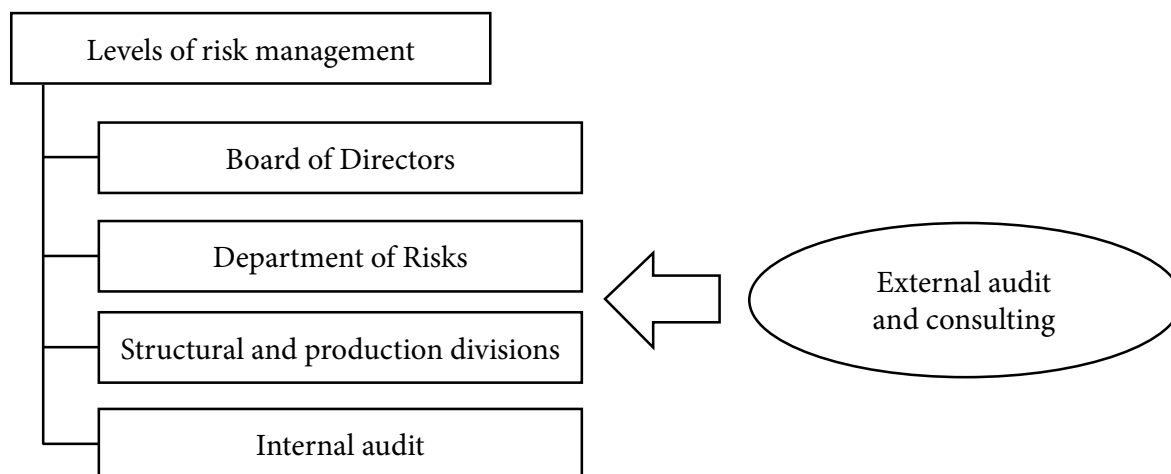 Levels of risk management
Board of Directors
Department of Risks
Structural and production divisions
Internal audit
External audit
and consulting